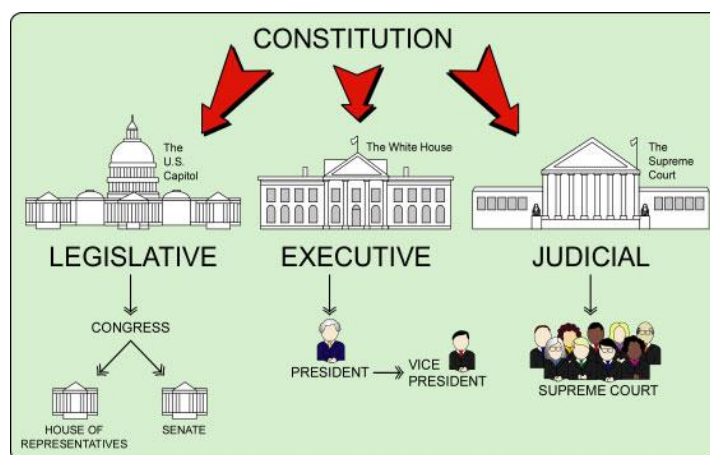 CONSTITUTION
The
U.S.
Capitol
The White House
The
Supreme
Court
LEGISLATIVE
EXECUTIVE
JUDICIAL
CONGRESS
HOUSE OF
REPRESENTATIVES
SENATE
PRESIDENT
VICE
PRESIDENT
SUPREME COURT